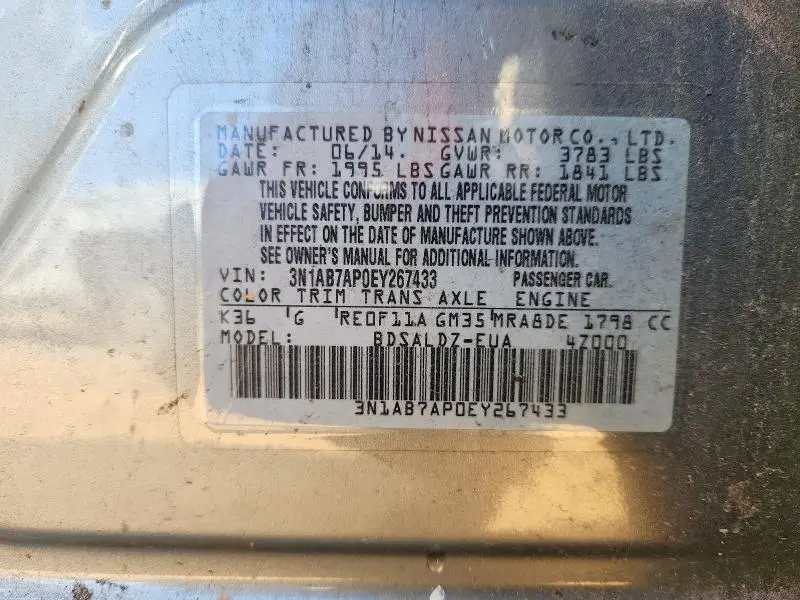 MANUFACTURED BY NISSAN MOTOR CO., LTD.
DATE: 06/14. GVWR: 3783 LBS
GAWR FR: 1995 LBS GAWR RR: 1841 LBS
THIS VEHICLE CONFORMS TO ALL APPLICABLE FEDERAL MOTOR
VEHICLE SAFETY, BUMPER AND THEFT PREVENTION STANDARDS
IN EFFECT ON THE DATE OF MANUFACTURE SHOWN ABOVE.
SEE OWNER'S MANUAL FOR ADDITIONAL INFORMATION.
VIN: 3N1AB7AP0EY267433 PASSENGER CAR.
COLOR TRIM TRANS AXLE ENGINE
K36 G RE0F11A GM35 MRA8DE 1798 CC
MODEL: BDSALDZ-EUA 4Z000
3N1AB7AP0EY267433